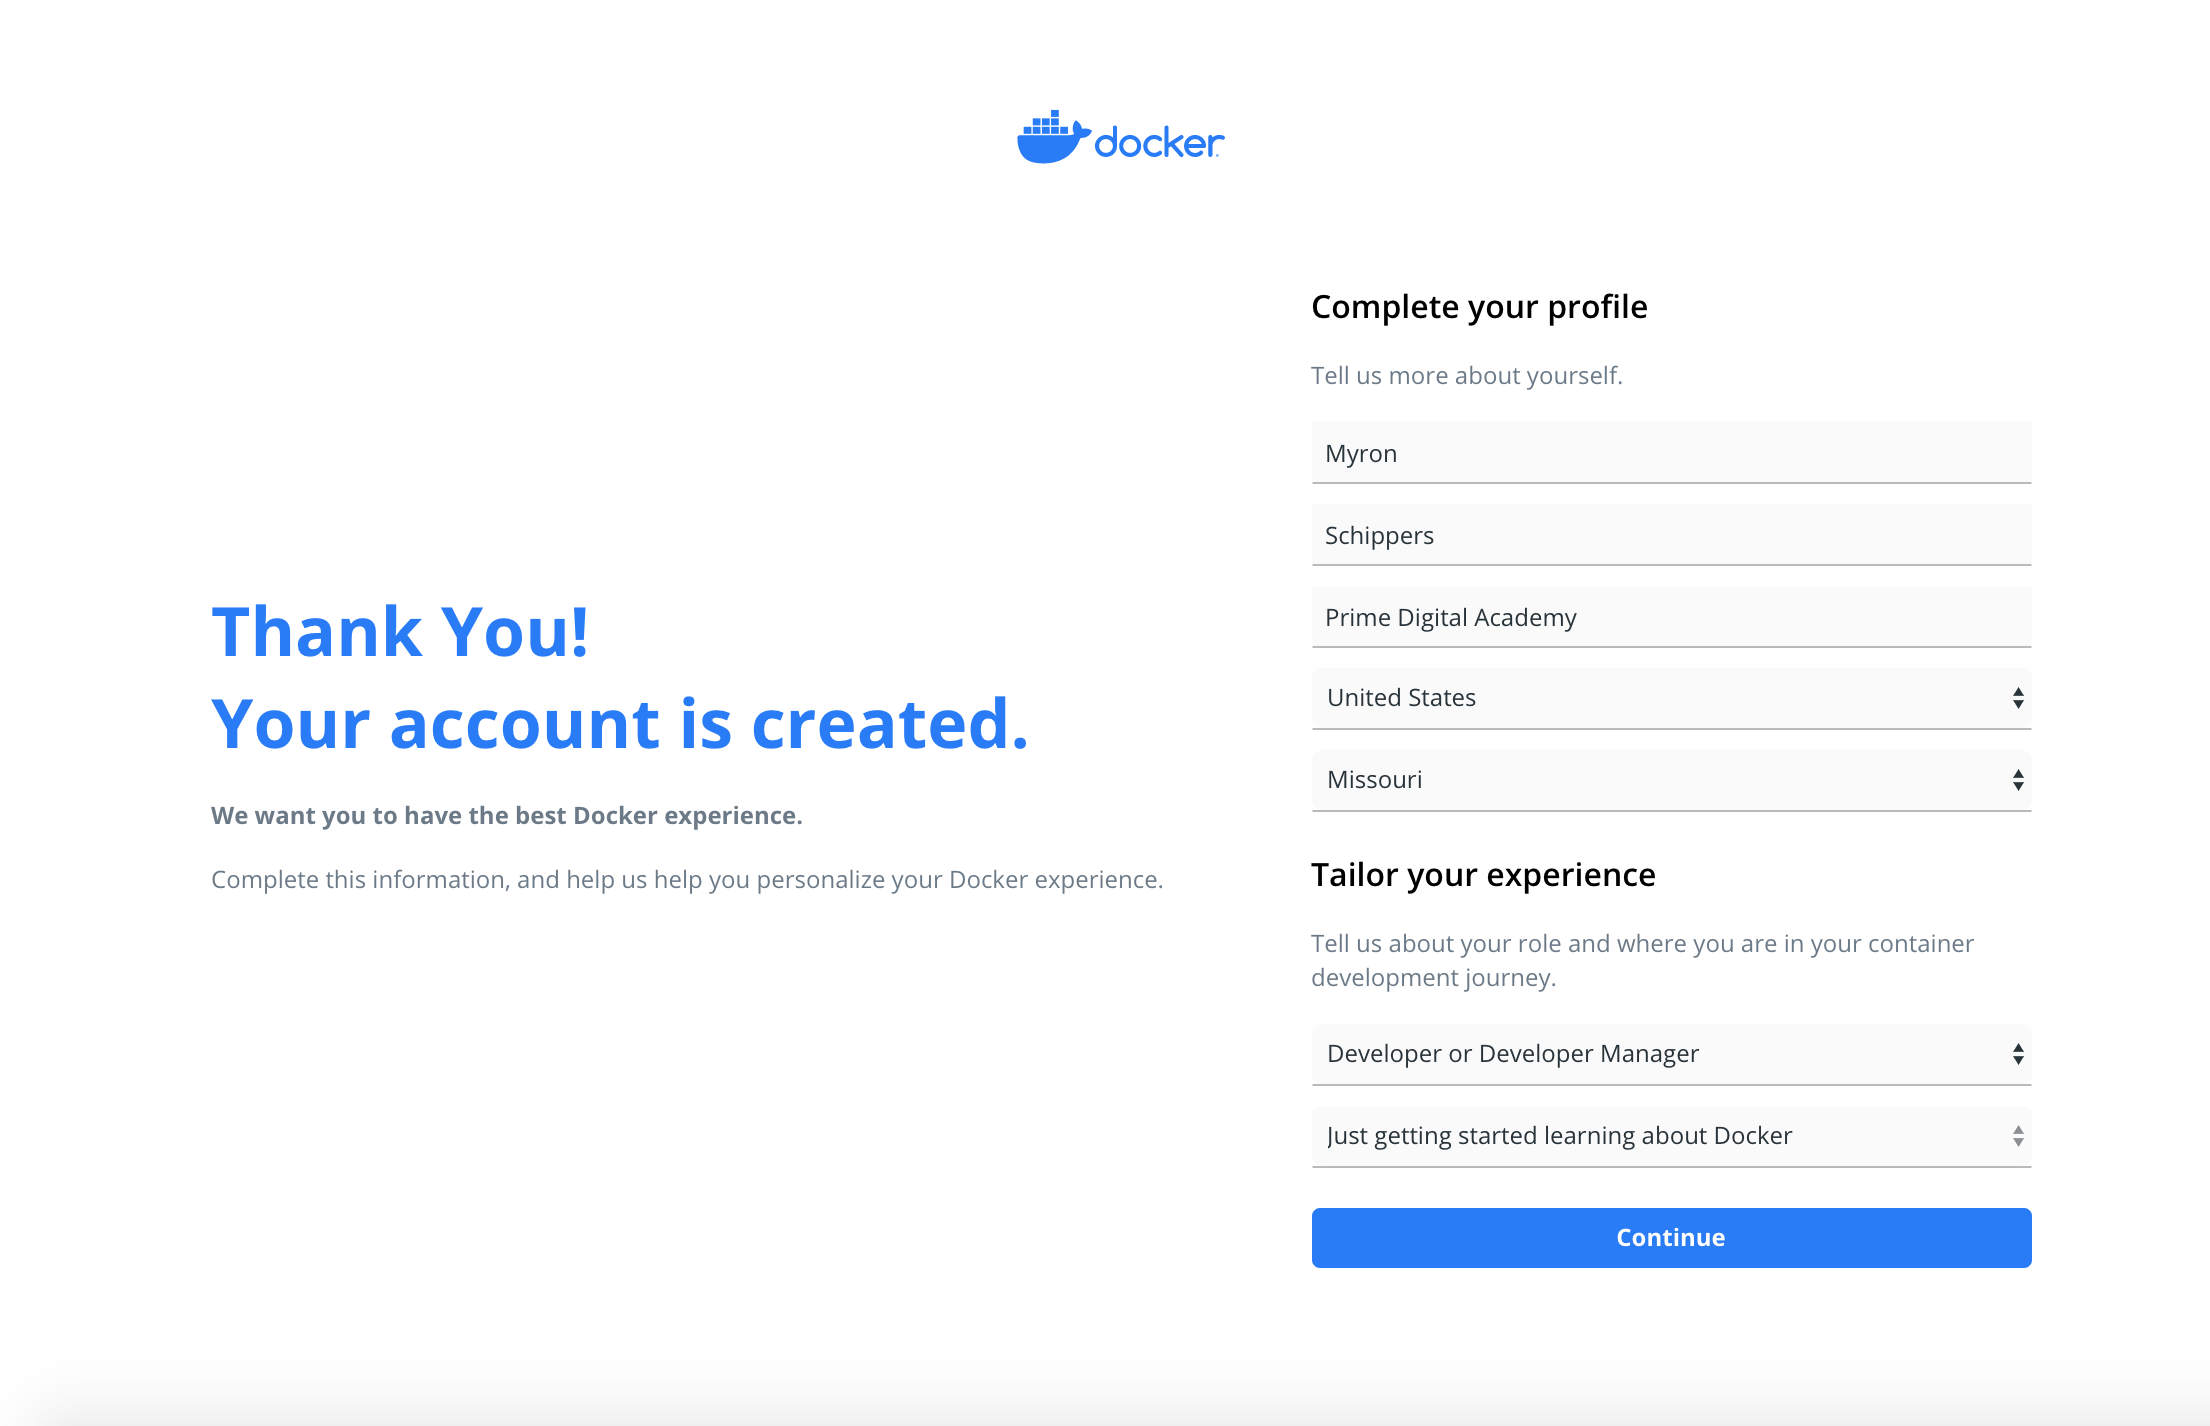 docker
Thank You!
Your account is created.
We want you to have the best Docker experience.
Complete this information, and help us help you personalize your Docker experience.
Complete your profile
Tell us more about yourself.
Myron
Schippers
Prime Digital Academy
United States
Missouri
Tailor your experience
Tell us about your role and where you are in your container
development journey.
Developer or Developer Manager
Just getting started learning about Docker
Continue